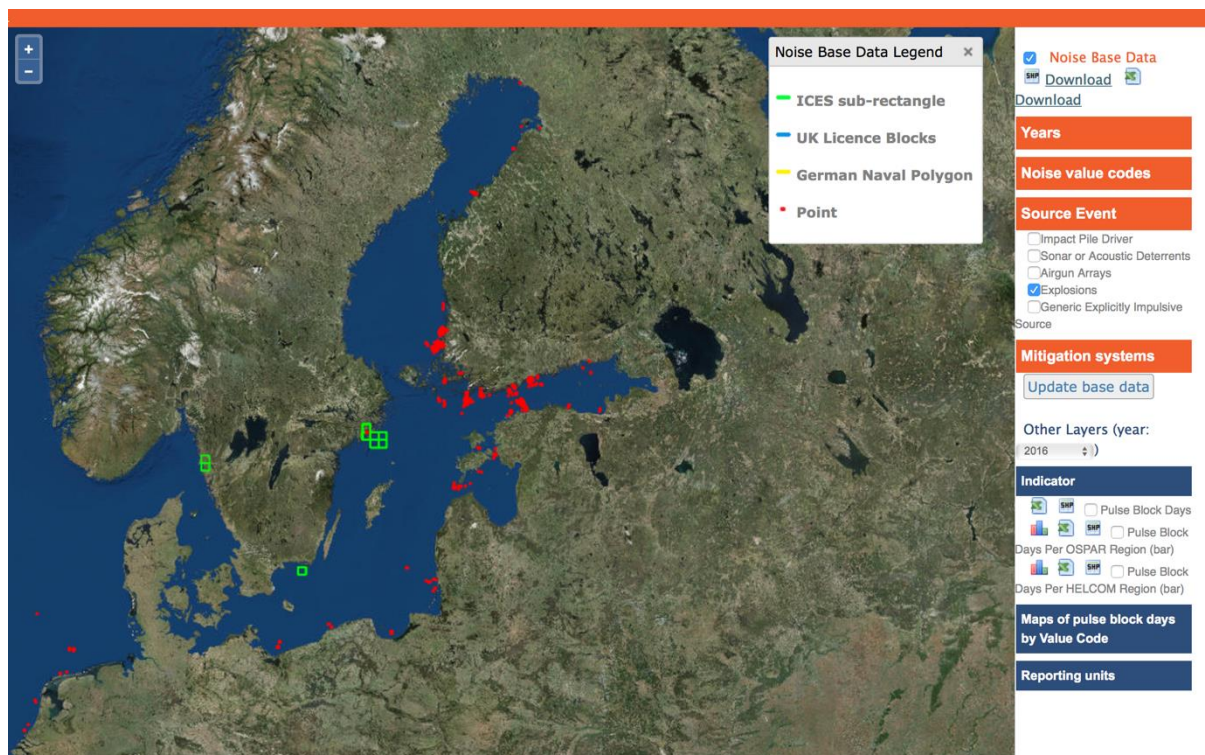 +
−
Noise Base Data Legend ×
ICES sub-rectangle
UK Licence Blocks
German Naval Polygon
Point
Noise Base Data
SHP Download
Download
Years
Noise value codes
Source Event
Impact Pile Driver
Sonar or Acoustic Deterrents
Airgun Arrays
Explosions
Generic Explicitly Impulsive
Source
Mitigation systems
Update base data
Other Layers (year:
2016 )
Indicator
SHP Pulse Block Days
SHP Pulse Block
Days Per OSPAR Region (bar)
SHP Pulse Block
Days Per HELCOM Region (bar)
Maps of pulse block days
by Value Code
Reporting units